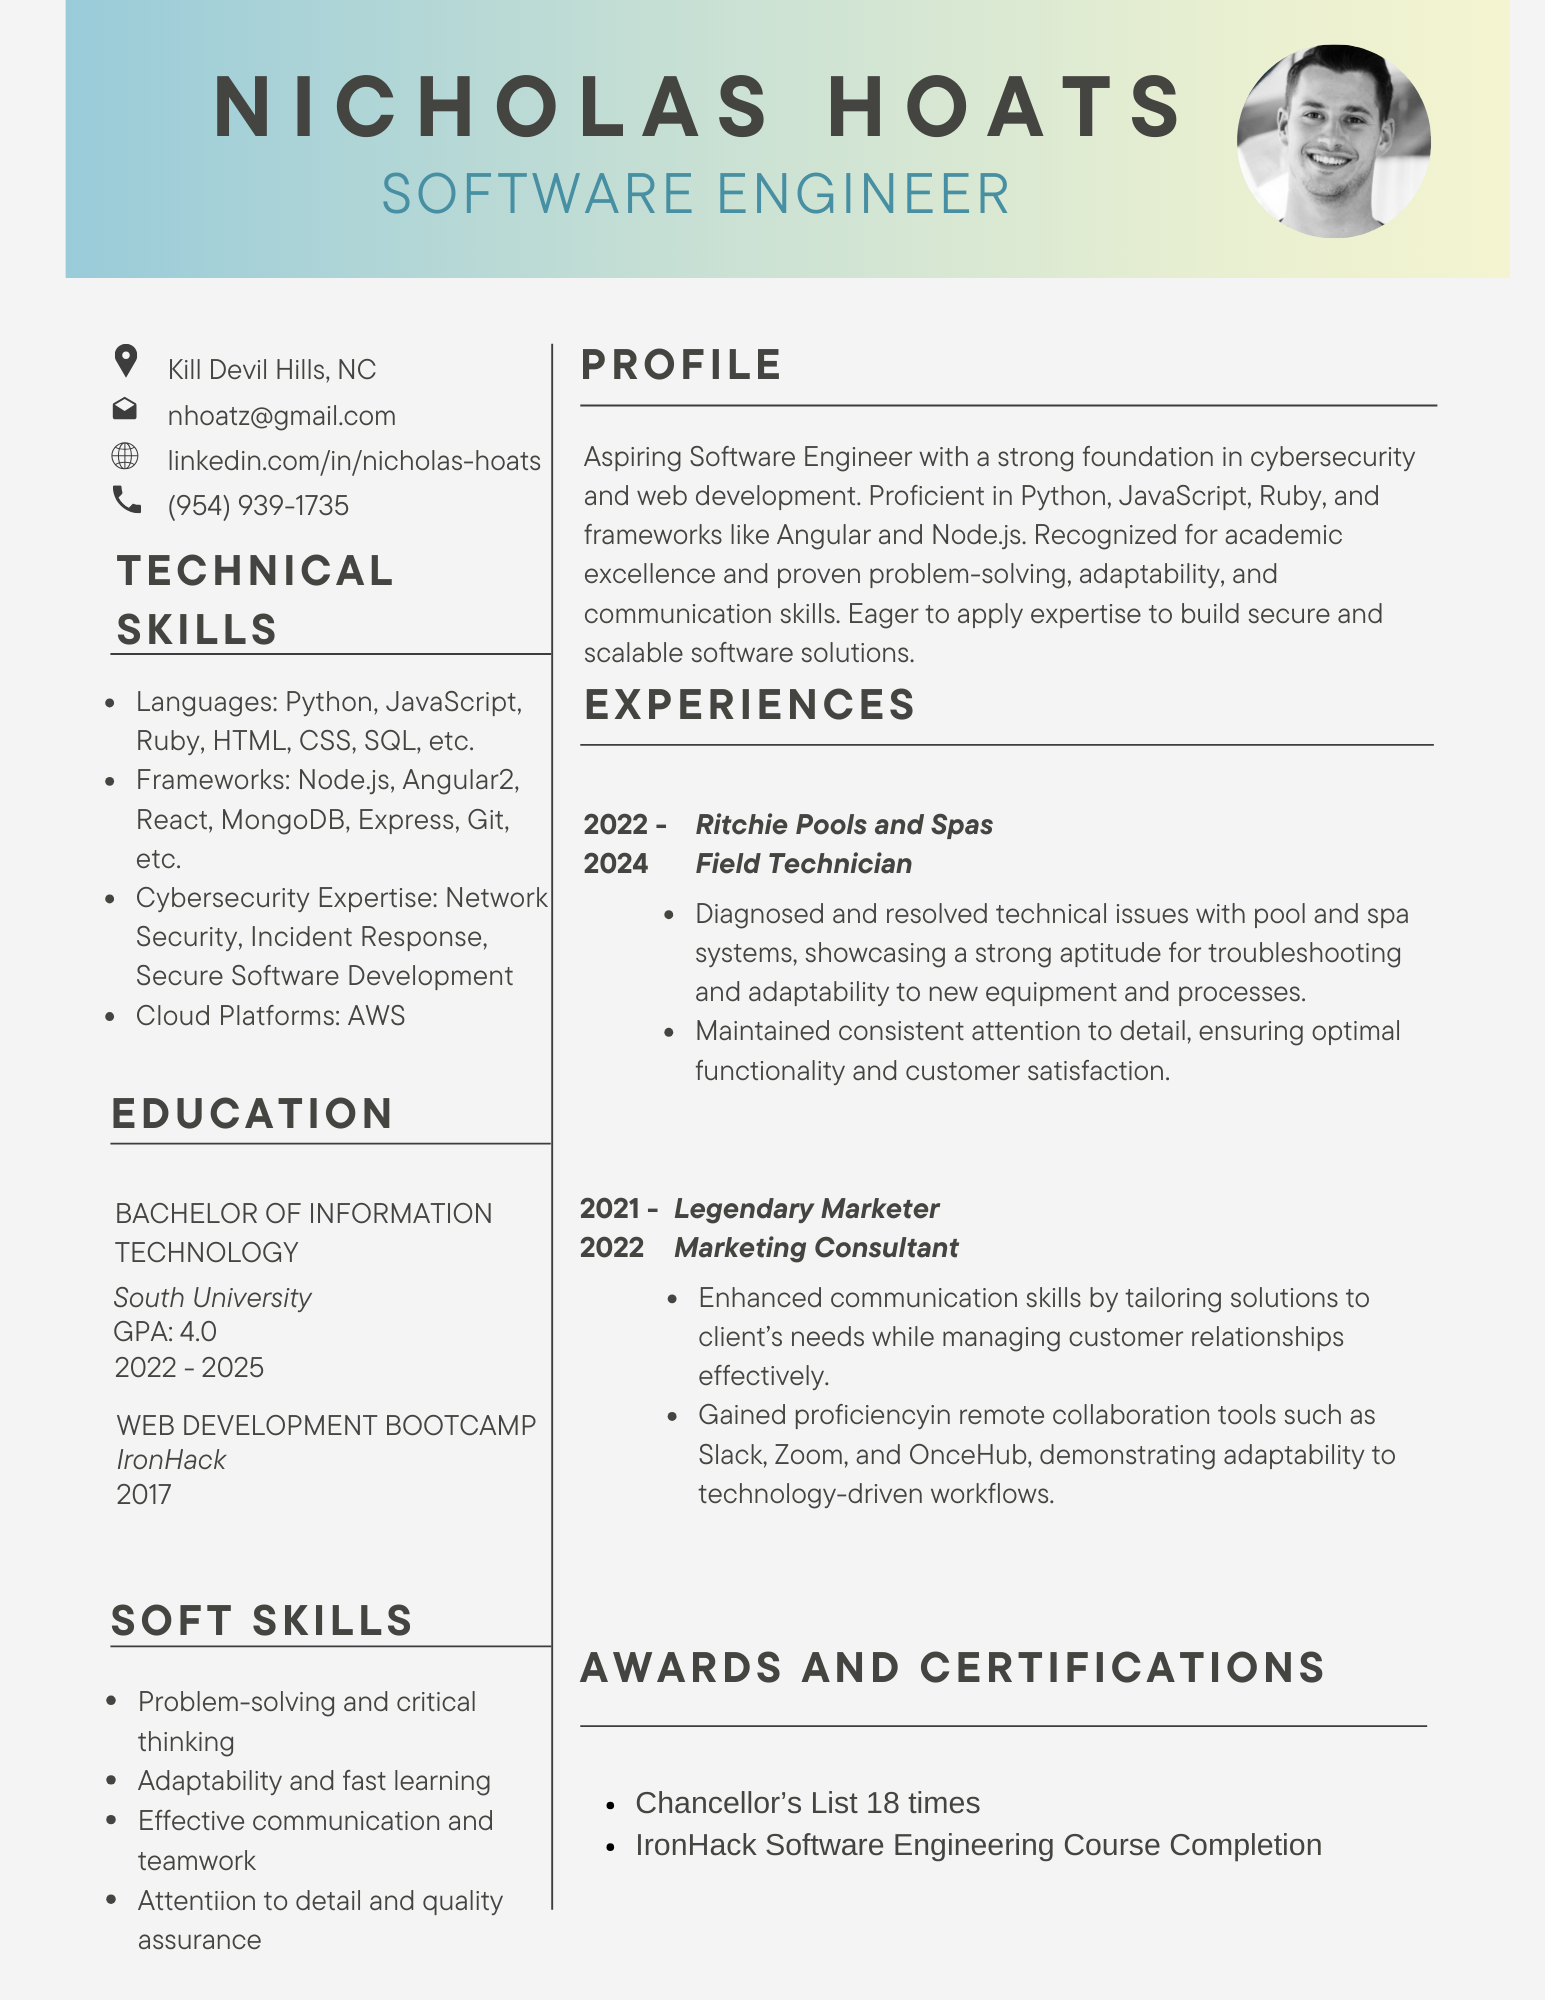 NICHOLAS HOATS
SOFTWARE ENGINEER
Kill Devil Hills, NC
nhoatz@gmail.com
linkedin.com/in/nicholas-hoats
(954) 939-1735
TECHNICAL
SKILLS
• Languages: Python, JavaScript,
Ruby, HTML, CSS, SQL, etc.
• Frameworks: Node.js, Angular2,
React, MongoDB, Express, Git,
etc.
• Cybersecurity Expertise: Network
Security, Incident Response,
Secure Software Development
• Cloud Platforms: AWS
EDUCATION
BACHELOR OF INFORMATION
TECHNOLOGY
South University
GPA: 4.0
2022 - 2025
WEB DEVELOPMENT BOOTCAMP
IronHack
2017
SOFT SKILLS
• Problem-solving and critical
thinking
• Adaptability and fast learning
• Effective communication and
teamwork
• Attentiion to detail and quality
assurance
PROFILE
Aspiring Software Engineer with a strong foundation in cybersecurity
and web development. Proficient in Python, JavaScript, Ruby, and
frameworks like Angular and Node.js. Recognized for academic
excellence and proven problem-solving, adaptability, and
communication skills. Eager to apply expertise to build secure and
scalable software solutions.
EXPERIENCES
2022 - Ritchie Pools and Spas
2024 Field Technician
• Diagnosed and resolved technical issues with pool and spa
systems, showcasing a strong aptitude for troubleshooting
and adaptability to new equipment and processes.
• Maintained consistent attention to detail, ensuring optimal
functionality and customer satisfaction.
2021 - Legendary Marketer
2022 Marketing Consultant
• Enhanced communication skills by tailoring solutions to
client’s needs while managing customer relationships
effectively.
• Gained proficiencyin remote collaboration tools such as
Slack, Zoom, and OnceHub, demonstrating adaptability to
technology-driven workflows.
AWARDS AND CERTIFICATIONS
• Chancellor’s List 18 times
• IronHack Software Engineering Course Completion